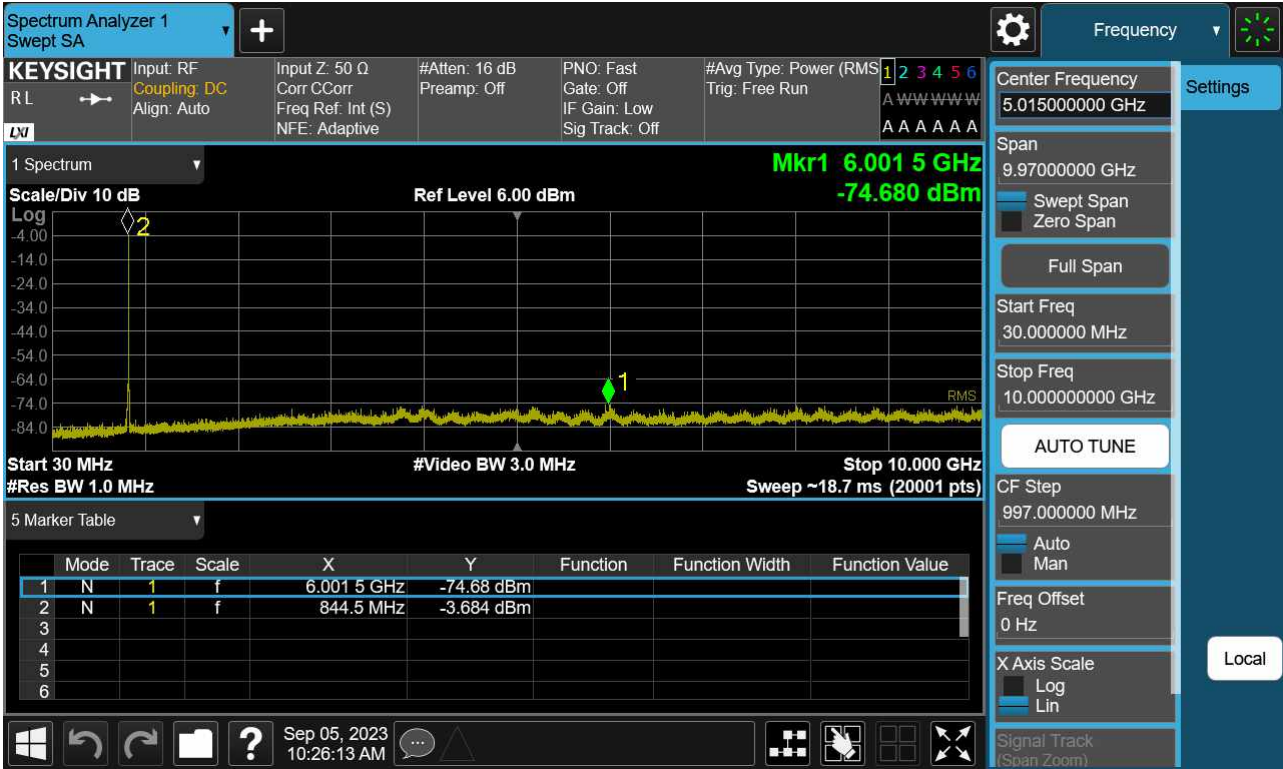 Spectrum Analyzer 1
Swept SA
Frequency
KEYSIGHT
RL
LXI
Input: RF
Coupling: DC
Align: Auto
Input Z: 50 Ω
Corr CCorr
Freq Ref: Int (S)
NFE: Adaptive
#Atten: 16 dB
Preamp: Off
PNO: Fast
Gate: Off
IF Gain: Low
Sig Track: Off
#Avg Type: Power (RMS
Trig: Free Run
1 2 3 4 5 6
A W W W W W
A A A A A A
1 Spectrum
Mkr1 6.001 5 GHz
-74.680 dBm
Scale/Div 10 dB
Ref Level 6.00 dBm
Log
2
-4.00
-14.0
-24.0
-34.0
-44.0
-54.0
-64.0
1
-74.0
RMS
-84.0
Start 30 MHz
#Video BW 3.0 MHz
Stop 10.000 GHz
#Res BW 1.0 MHz
Sweep ~18.7 ms (20001 pts)
5 Marker Table
Mode Trace Scale X Y Function Function Width Function Value
1 N 1 f 6.001 5 GHz -74.68 dBm
2 N 1 f 844.5 MHz -3.684 dBm
3
4
5
6
Sep 05, 2023
10:26:13 AM
Center Frequency
5.015000000 GHz
Settings
Span
9.97000000 GHz
Swept Span
Zero Span
Full Span
Start Freq
30.000000 MHz
Stop Freq
10.000000000 GHz
AUTO TUNE
CF Step
997.000000 MHz
Auto
Man
Freq Offset
0 Hz
X Axis Scale
Log
Lin
Local
Signal Track
(Span Zoom)